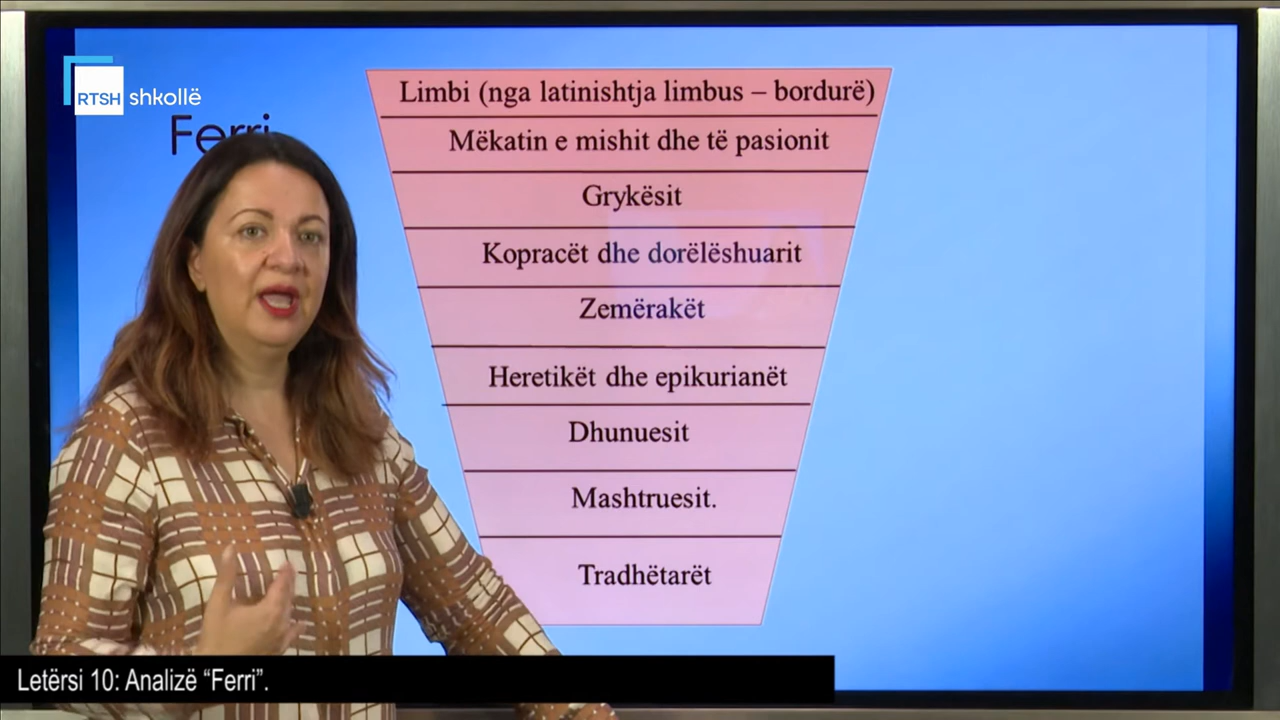 RTSH shkollë
Ferri
Limbi (nga latinishtja limbus – bordurë)
Mëkatin e mishit dhe të pasionit
Grykësit
Kopracët dhe dorëlëshuarit
Zemërakët
Heretikët dhe epikurianët
Dhunuesit
Mashtruesit.
Tradhëtarët
Letërsi 10: Analizë “Ferri”.